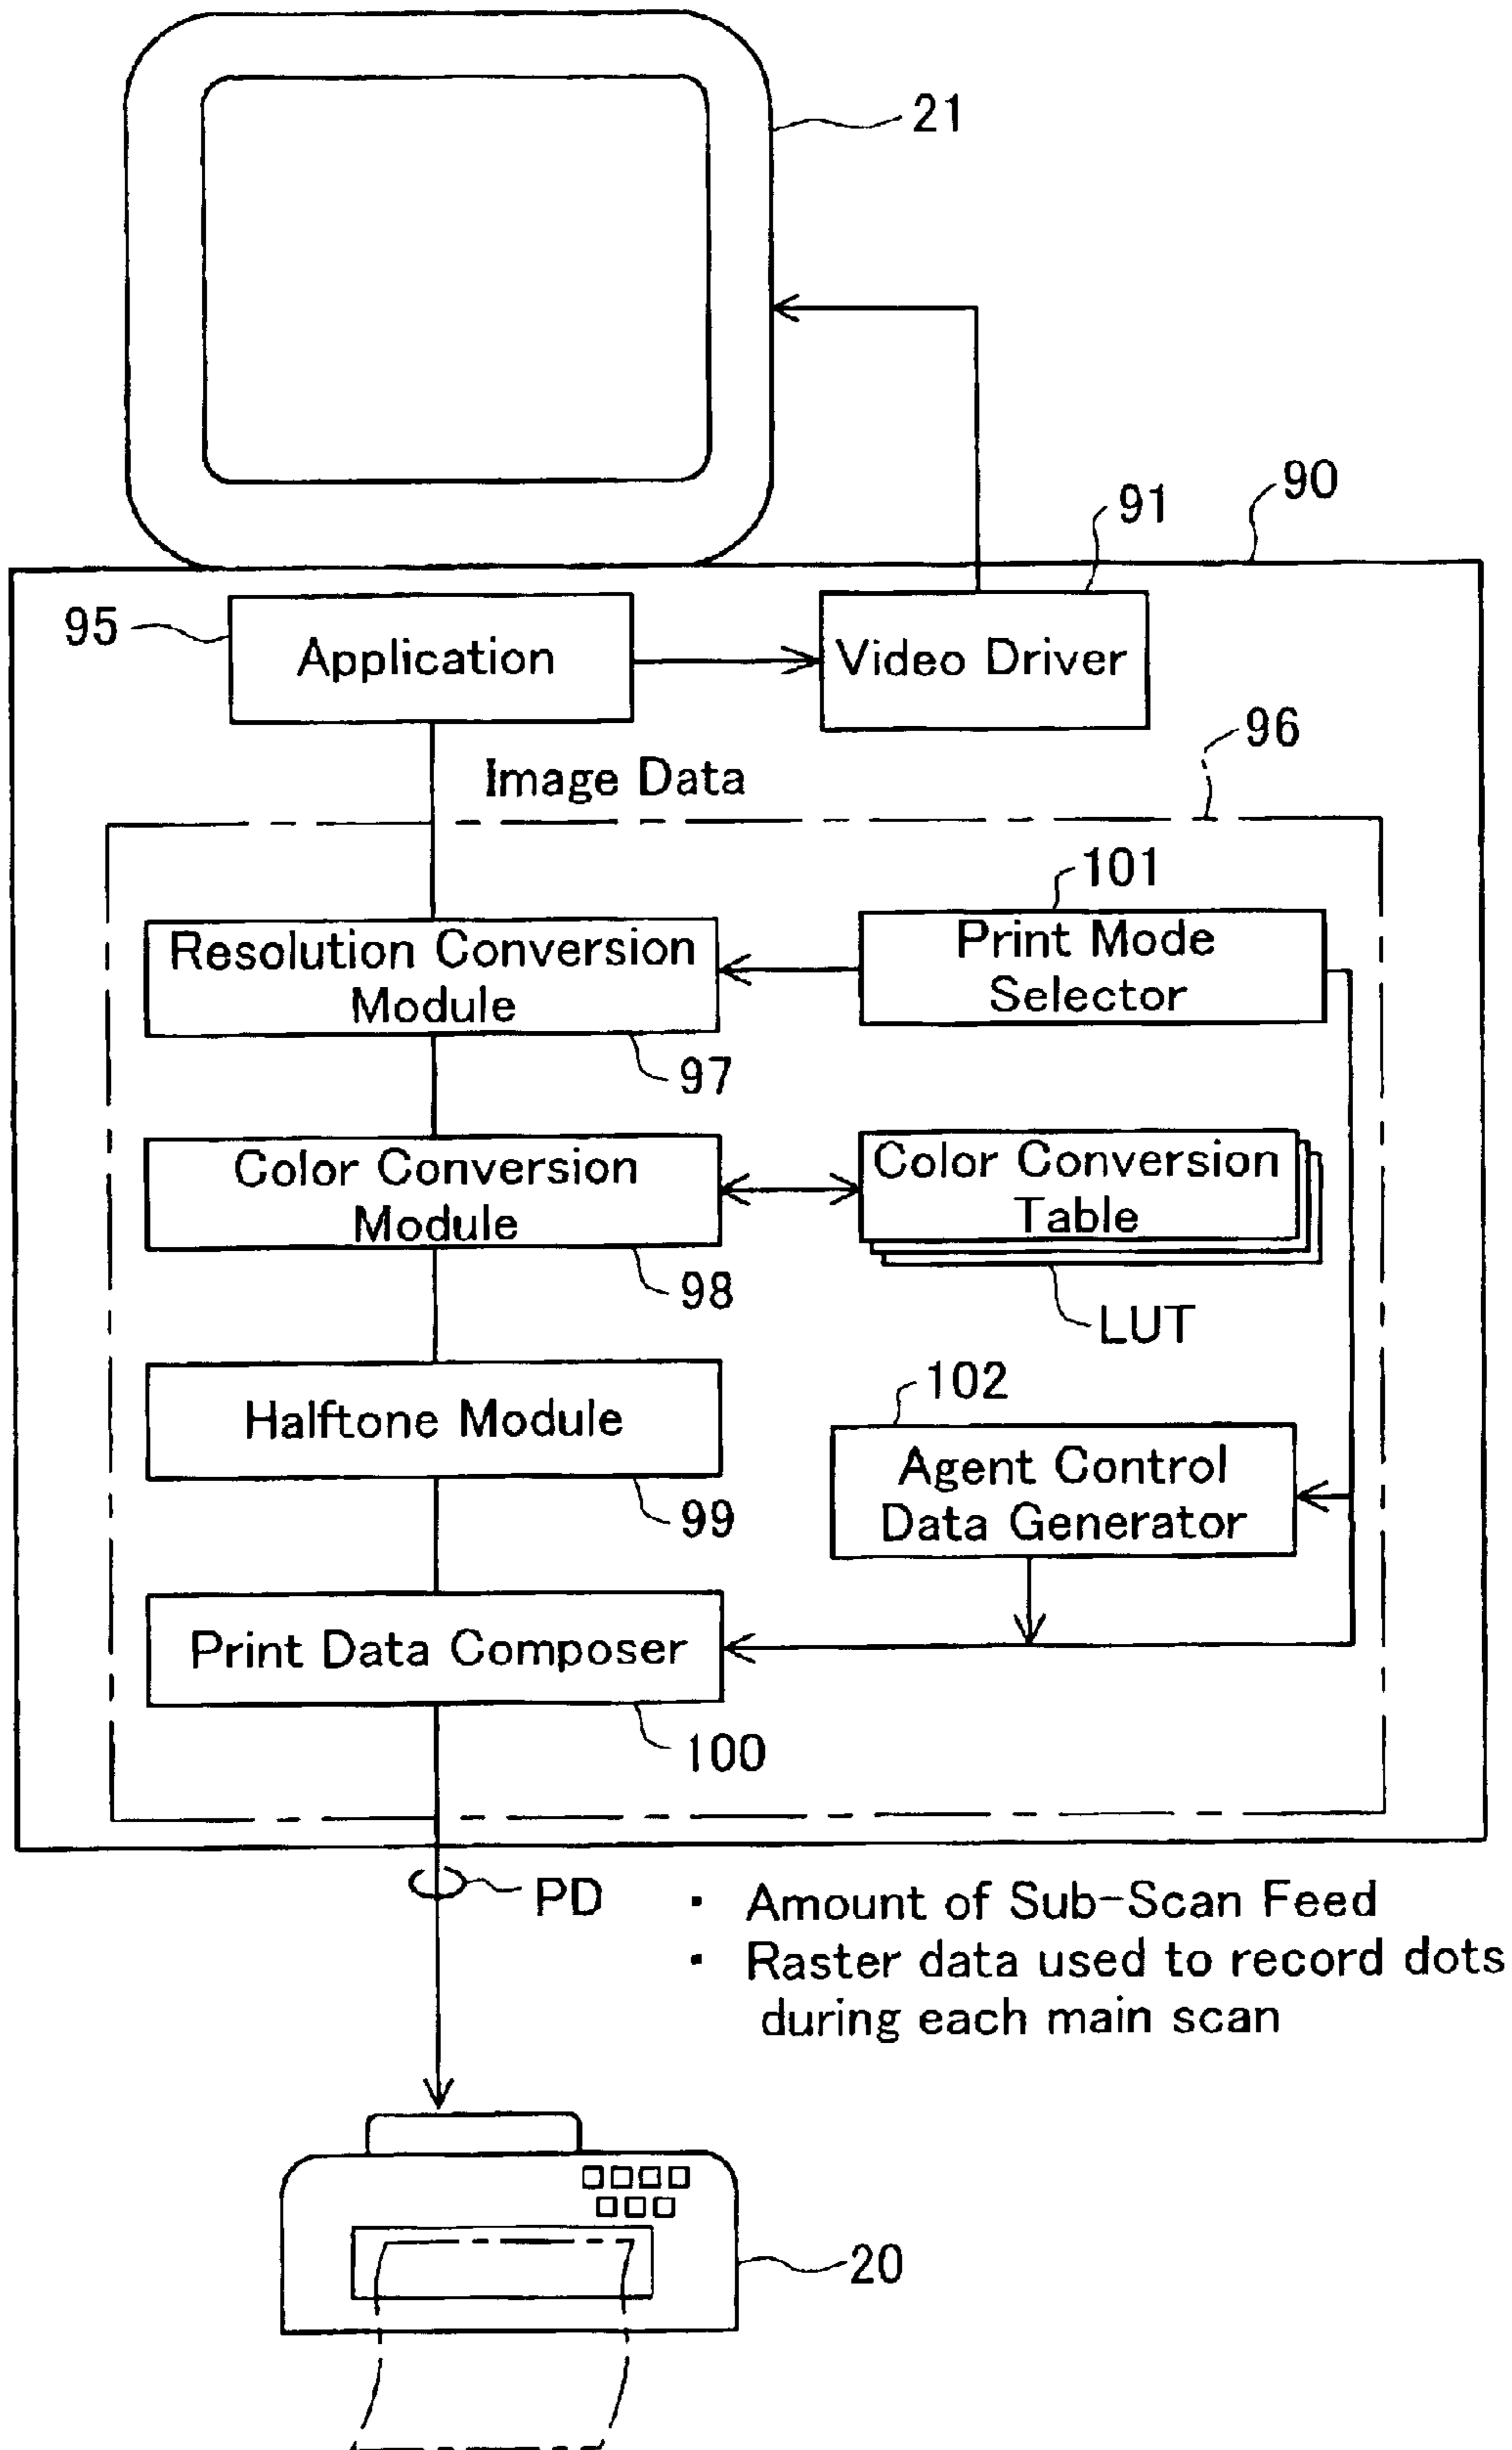 21
90
91
95
Application
Video Driver
96
Image Data
101
Resolution Conversion
Module
Print Mode
Selector
97
Color Conversion
Module
Color Conversion
Table
98
LUT
102
Halftone Module
Agent Control
Data Generator
99
Print Data Composer
100
PD
· Amount of Sub-Scan Feed
· Raster data used to record dots
during each main scan
20